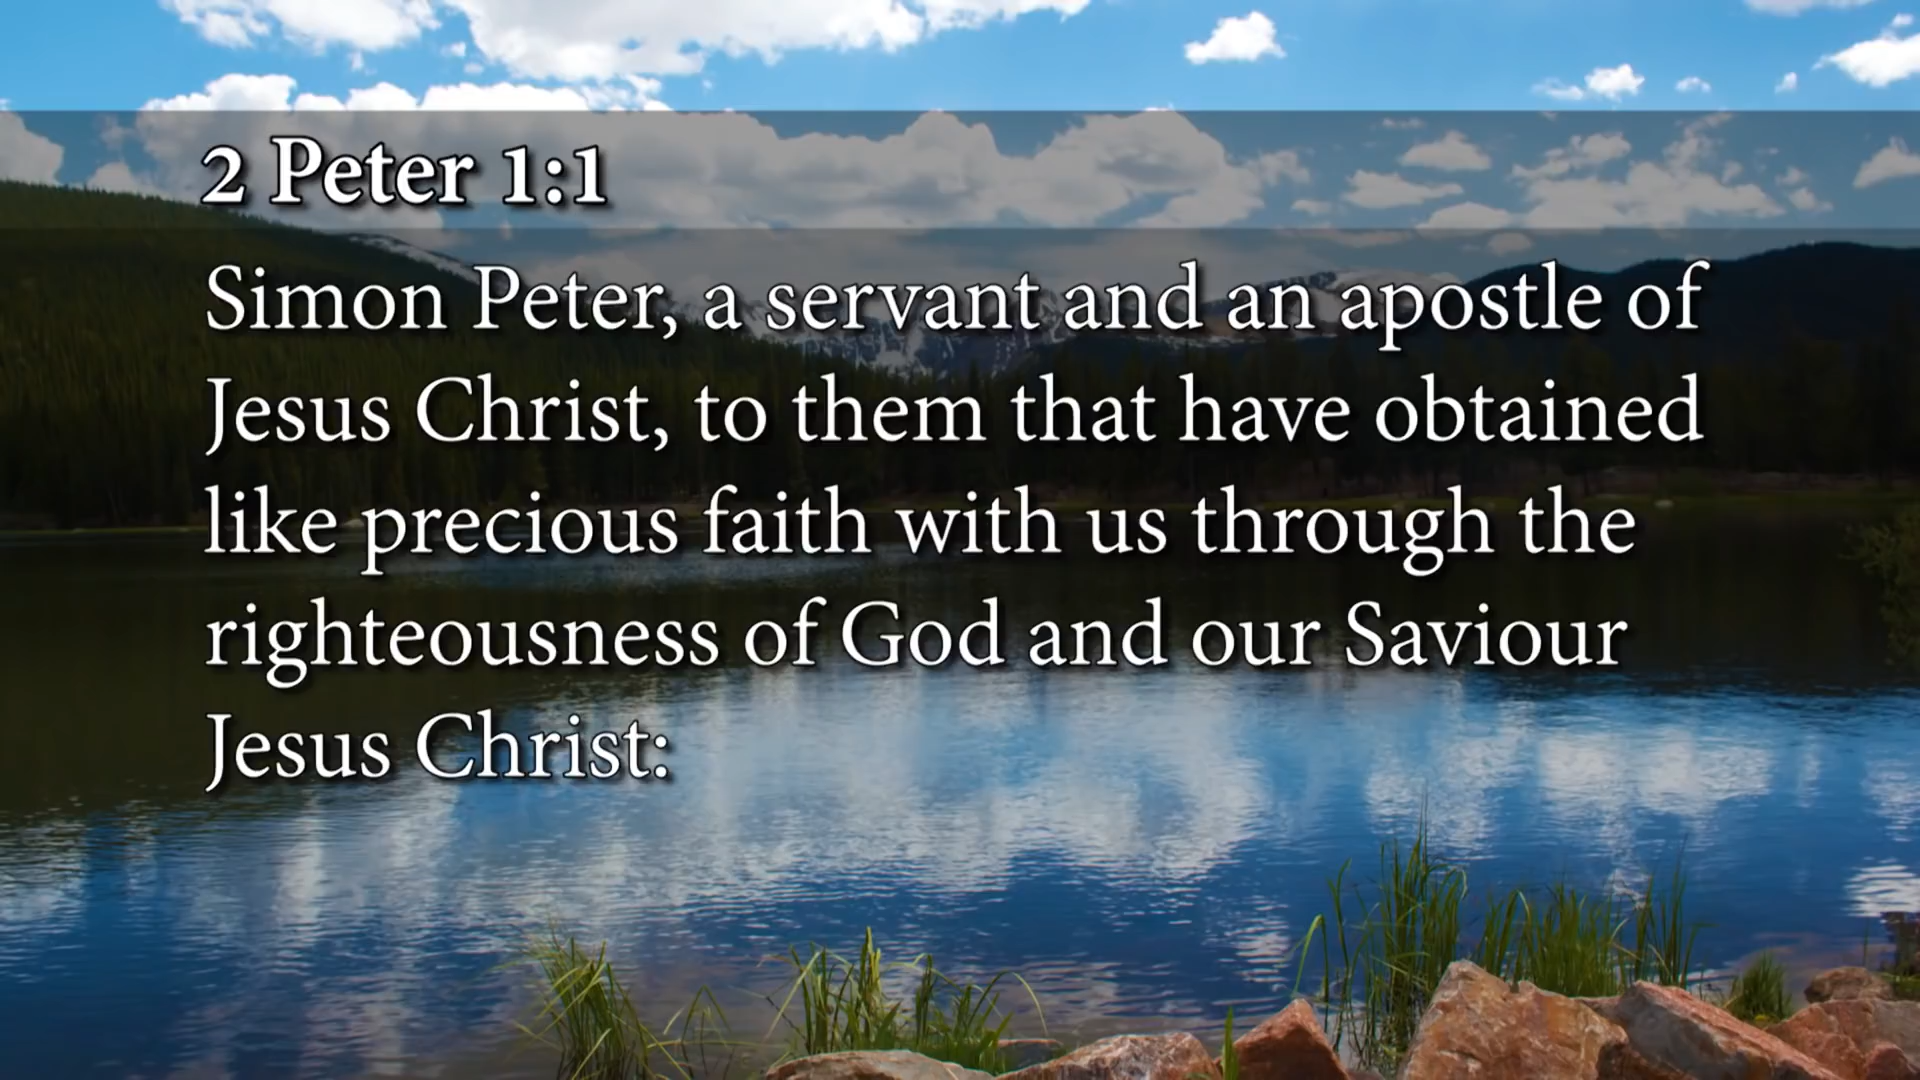 2 Peter 1:1
Simon Peter, a servant and an apostle of
Jesus Christ, to them that have obtained
like precious faith with us through the
righteousness of God and our Saviour
Jesus Christ: